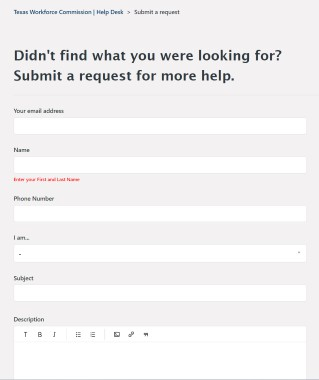 Texas Workforce Commission | Help Desk > Submit a request
Didn't find what you were looking for?
Submit a request for more help.
Your email address
Name
Enter your First and Last Name
Phone Number
I am...
-
Subject
Description
T B I